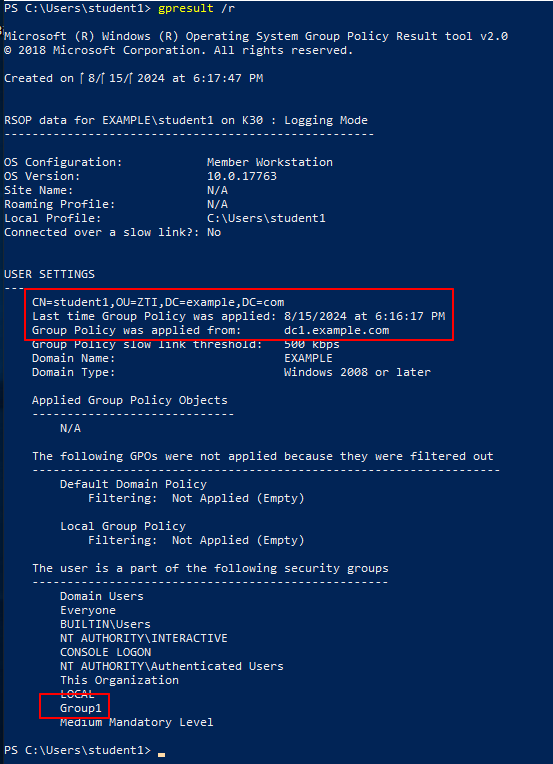 PS C:\Users\student1> gpresult /r
Microsoft (R) Windows (R) Operating System Group Policy Result tool v2.0
© 2018 Microsoft Corporation. All rights reserved.
Created on ｢8/｢15/｢2024 at 6:17:47 PM
RSOP data for EXAMPLE\student1 on K30 : Logging Mode
-----------------------------------------------------
OS Configuration: Member Workstation
OS Version: 10.0.17763
Site Name: N/A
Roaming Profile: N/A
Local Profile: C:\Users\student1
Connected over a slow link?: No
USER SETTINGS
---
CN=student1,OU=ZTI,DC=example,DC=com
Last time Group Policy was applied: 8/15/2024 at 6:16:17 PM
Group Policy was applied from: dc1.example.com
Group Policy slow link threshold: 500 kbps
Domain Name: EXAMPLE
Domain Type: Windows 2008 or later
Applied Group Policy Objects
-----------------------------
N/A
The following GPOs were not applied because they were filtered out
-------------------------------------------------------------------
Default Domain Policy
Filtering: Not Applied (Empty)
Local Group Policy
Filtering: Not Applied (Empty)
The user is a part of the following security groups
---------------------------------------------------
Domain Users
Everyone
BUILTIN\Users
NT AUTHORITY\INTERACTIVE
CONSOLE LOGON
NT AUTHORITY\Authenticated Users
This Organization
LOCAL
Group1
Medium Mandatory Level
PS C:\Users\student1> _